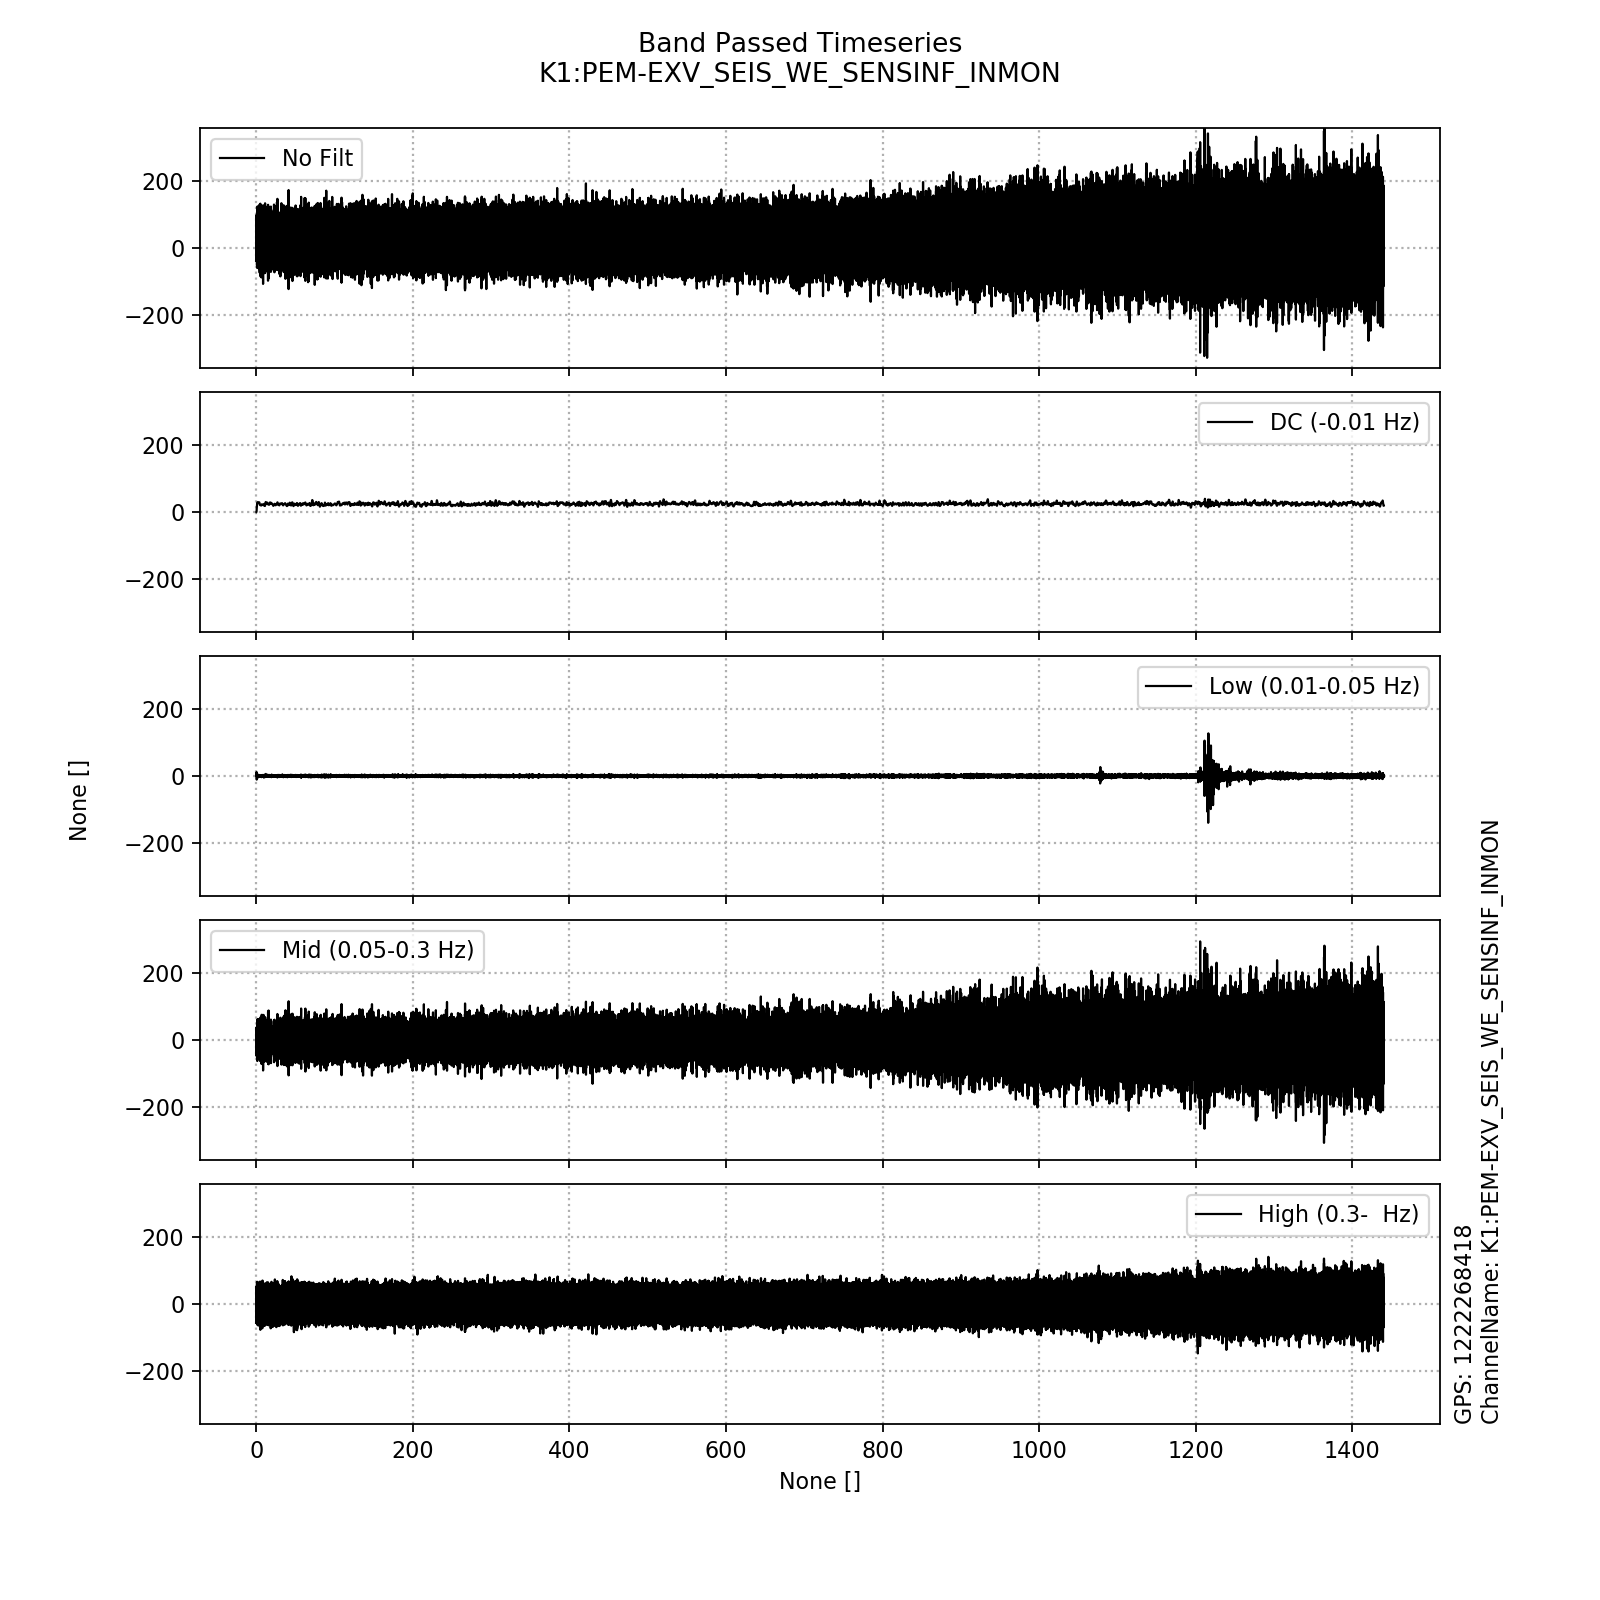 Band Passed Timeseries
K1:PEM-EXV_SEIS_WE_SENSINF_INMON
No Filt
200
0
−200
DC (-0.01 Hz)
200
0
−200
Low (0.01-0.05 Hz)
200
0
−200
None []
Mid (0.05-0.3 Hz)
200
0
−200
High (0.3-  Hz)
200
0
−200
0 200 400 600 800 1000 1200 1400
None []
GPS: 1222268418
ChannelName: K1:PEM-EXV_SEIS_WE_SENSINF_INMON